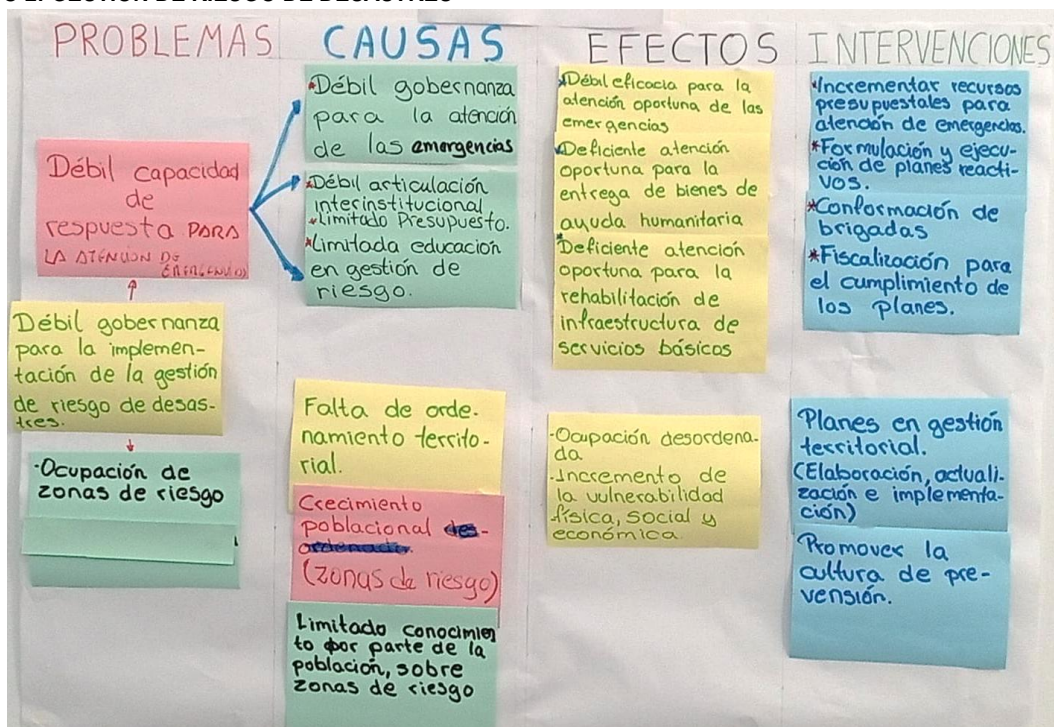 PROBLEMAS
CAUSAS
EFECTOS
INTERVENCIONES
Débil capacidad
de
respuesta PARA
LA ATENCIÓN DE
EMERGENCIAS
Débil gobernanza
para la implemen-
tación de la gestión
de riesgo de desas-
tres.
-Ocupación de
zonas de riesgo
*Débil gobernanza
para la atención
de las emergencias
*Débil articulación
interinstitucional
*Limitado Presupuesto.
*Limitada educación
en gestión de
riesgo.
Falta de orde-
namiento territo-
rial.
Crecimiento
poblacional des-
ordenado
(zonas de riesgo)
Limitado conocimien
to por parte de la
población, sobre
zonas de riesgo
*Débil eficacia para la
atención oportuna de las
emergencias
*Deficiente atención
oportuna para la
entrega de bienes de
ayuda humanitaria
*Deficiente atención
oportuna para la
rehabilitación de
infraestructura de
servicios básicos
-Ocupación desordena-
da
-Incremento de
la vulnerabilidad
física, social y
económica.
*Incrementar recursos
presupuestales para
atención de emergencias.
*Formulación y ejecu-
ción de planes reacti-
vos.
*Conformación de
brigadas
*Fiscalización para
el cumplimiento de
los planes.
Planes en gestión
territorial.
(Elaboración, actuali-
zación e implementa-
ción)
Promover la
cultura de pre-
vensión.